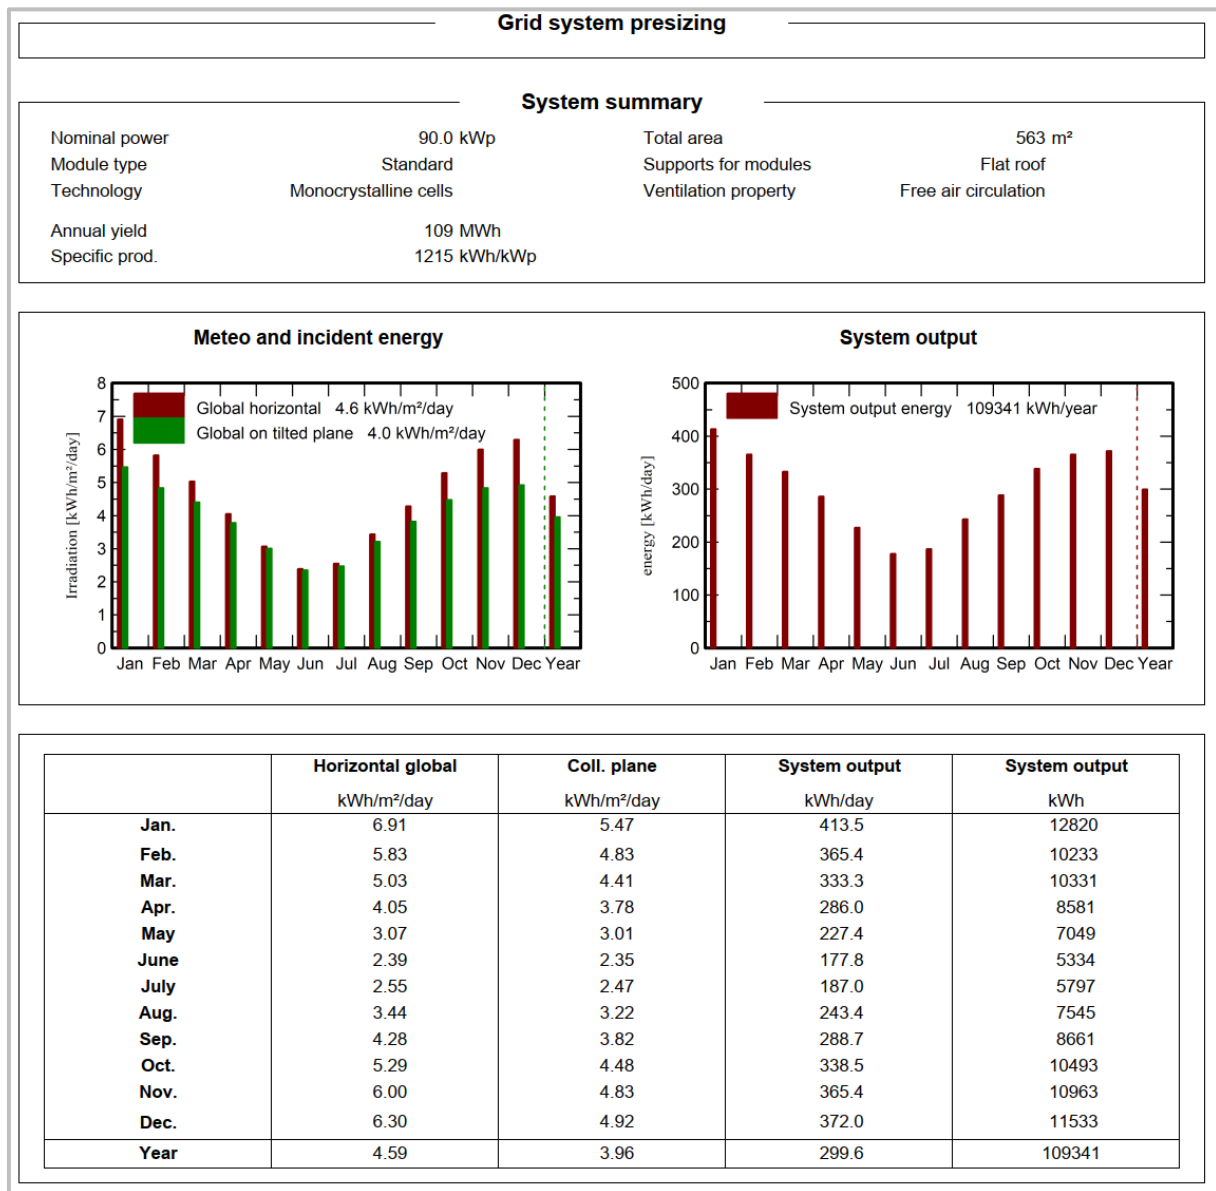 Grid system presizing
System summary
Nominal power 90.0 kWp Total area 563 m²
Module type Standard Supports for modules Flat roof
Technology Monocrystalline cells Ventilation property Free air circulation
Annual yield 109 MWh
Specific prod. 1215 kWh/kWp
Meteo and incident energy
8
7
6
5
4
3
2
1
0
Irradiation [kWh/m²/day]
Global horizontal 4.6 kWh/m²/day
Global on tilted plane 4.0 kWh/m²/day
Jan Feb Mar Apr May Jun Jul Aug Sep Oct Nov Dec Year
System output
500
400
300
200
100
0
energy [kWh/day]
System output energy 109341 kWh/year
Jan Feb Mar Apr May Jun Jul Aug Sep Oct Nov Dec Year
Horizontal global Coll. plane System output System output
kWh/m²/day kWh/m²/day kWh/day kWh
Jan. 6.91 5.47 413.5 12820
Feb. 5.83 4.83 365.4 10233
Mar. 5.03 4.41 333.3 10331
Apr. 4.05 3.78 286.0 8581
May 3.07 3.01 227.4 7049
June 2.39 2.35 177.8 5334
July 2.55 2.47 187.0 5797
Aug. 3.44 3.22 243.4 7545
Sep. 4.28 3.82 288.7 8661
Oct. 5.29 4.48 338.5 10493
Nov. 6.00 4.83 365.4 10963
Dec. 6.30 4.92 372.0 11533
Year 4.59 3.96 299.6 109341